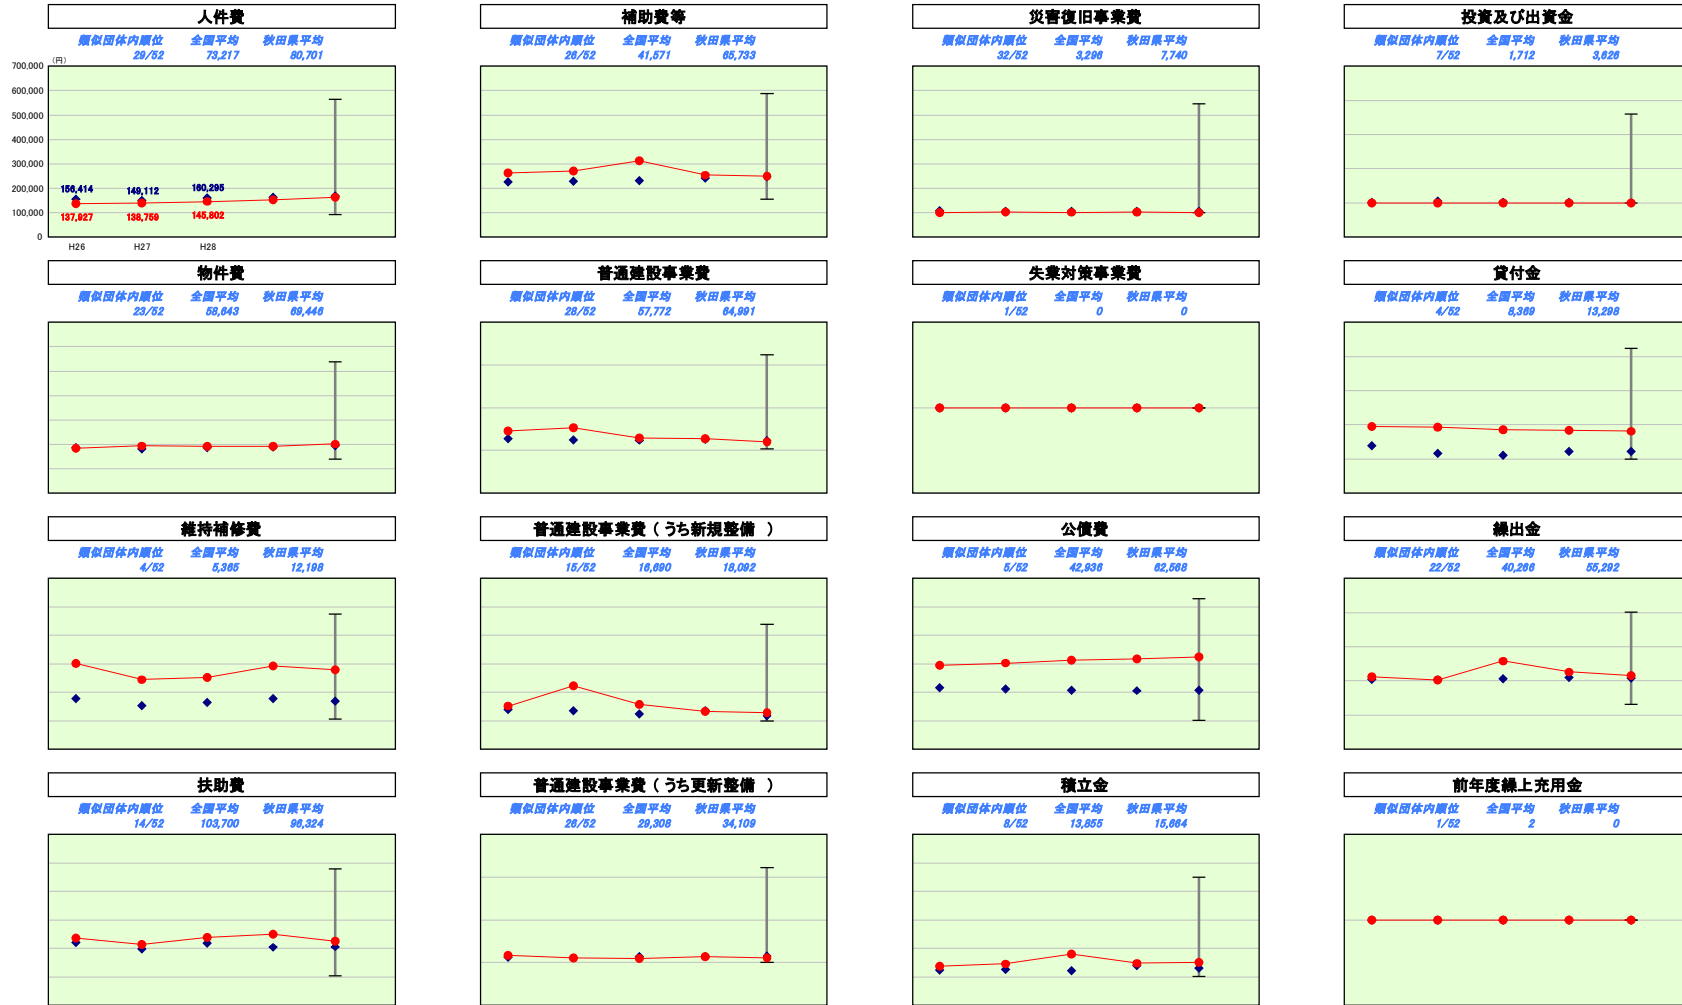 人件費
類似団体内順位 全国平均 秋田県平均
29/52 73,217 80,701
(円)
700,000
600,000
500,000
400,000
300,000
200,000
100,000
0
156,414 149,112 160,295
137,927 138,759 145,802
H26 H27 H28
補助費等
類似団体内順位 全国平均 秋田県平均
26/52 41,571 65,733
災害復旧事業費
類似団体内順位 全国平均 秋田県平均
32/52 3,296 7,740
投資及び出資金
類似団体内順位 全国平均 秋田県平均
7/52 1,712 3,626
物件費
類似団体内順位 全国平均 秋田県平均
23/52 58,643 69,446
普通建設事業費
類似団体内順位 全国平均 秋田県平均
28/52 57,772 64,991
失業対策事業費
類似団体内順位 全国平均 秋田県平均
1/52 0 0
貸付金
類似団体内順位 全国平均 秋田県平均
4/52 8,369 13,298
維持補修費
類似団体内順位 全国平均 秋田県平均
4/52 5,365 12,198
普通建設事業費（うち新規整備　）
類似団体内順位 全国平均 秋田県平均
15/52 16,690 18,092
公債費
類似団体内順位 全国平均 秋田県平均
5/52 42,936 62,568
繰出金
類似団体内順位 全国平均 秋田県平均
22/52 40,266 55,292
扶助費
類似団体内順位 全国平均 秋田県平均
14/52 103,700 96,324
普通建設事業費（うち更新整備　）
類似団体内順位 全国平均 秋田県平均
26/52 29,308 34,109
積立金
類似団体内順位 全国平均 秋田県平均
8/52 13,855 15,664
前年度繰上充用金
類似団体内順位 全国平均 秋田県平均
1/52 2 0